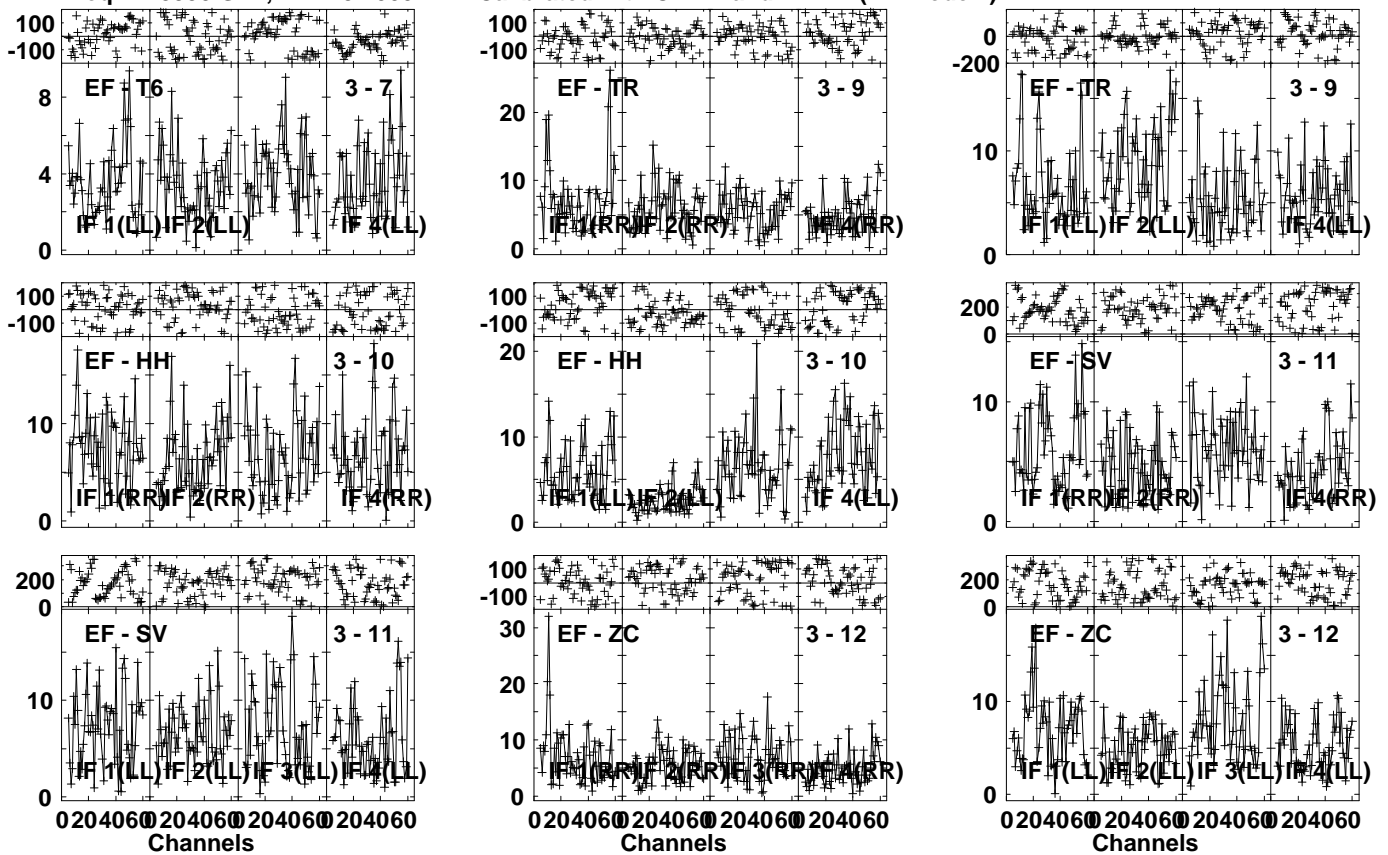 100
-100
100
-100
0
-200
EF - T6 3 - 7
8
4
0
IF 1(LL) IF 2(LL) IF 4(LL)
EF - TR 3 - 9
20
10
0
IF 1(RR) IF 2(RR) IF 4(RR)
EF - TR 3 - 9
10
0
IF 1(LL) IF 2(LL) IF 4(LL)
100
-100
100
-100
200
0
EF - HH 3 - 10
10
0
IF 1(RR) IF 2(RR) IF 4(RR)
EF - HH 3 - 10
20
10
0
IF 1(LL) IF 2(LL) IF 4(LL)
EF - SV 3 - 11
10
0
IF 1(RR) IF 2(RR) IF 4(RR)
200
0
100
-100
200
0
EF - SV 3 - 11
10
0
IF 1(LL) IF 2(LL) IF 3(LL) IF 4(LL)
EF - ZC 3 - 12
30
20
10
0
IF 1(RR) IF 2(RR) IF 3(RR) IF 4(RR)
EF - ZC 3 - 12
10
0
IF 1(LL) IF 2(LL) IF 3(LL) IF 4(LL)
0 20 40 60 0 20 40 60 0 20 40 60 0 20 40 60
Channels
0 20 40 60 0 20 40 60 0 20 40 60 0 20 40 60
Channels
0 20 40 60 0 20 40 60 0 20 40 60 0 20 40 60
Channels